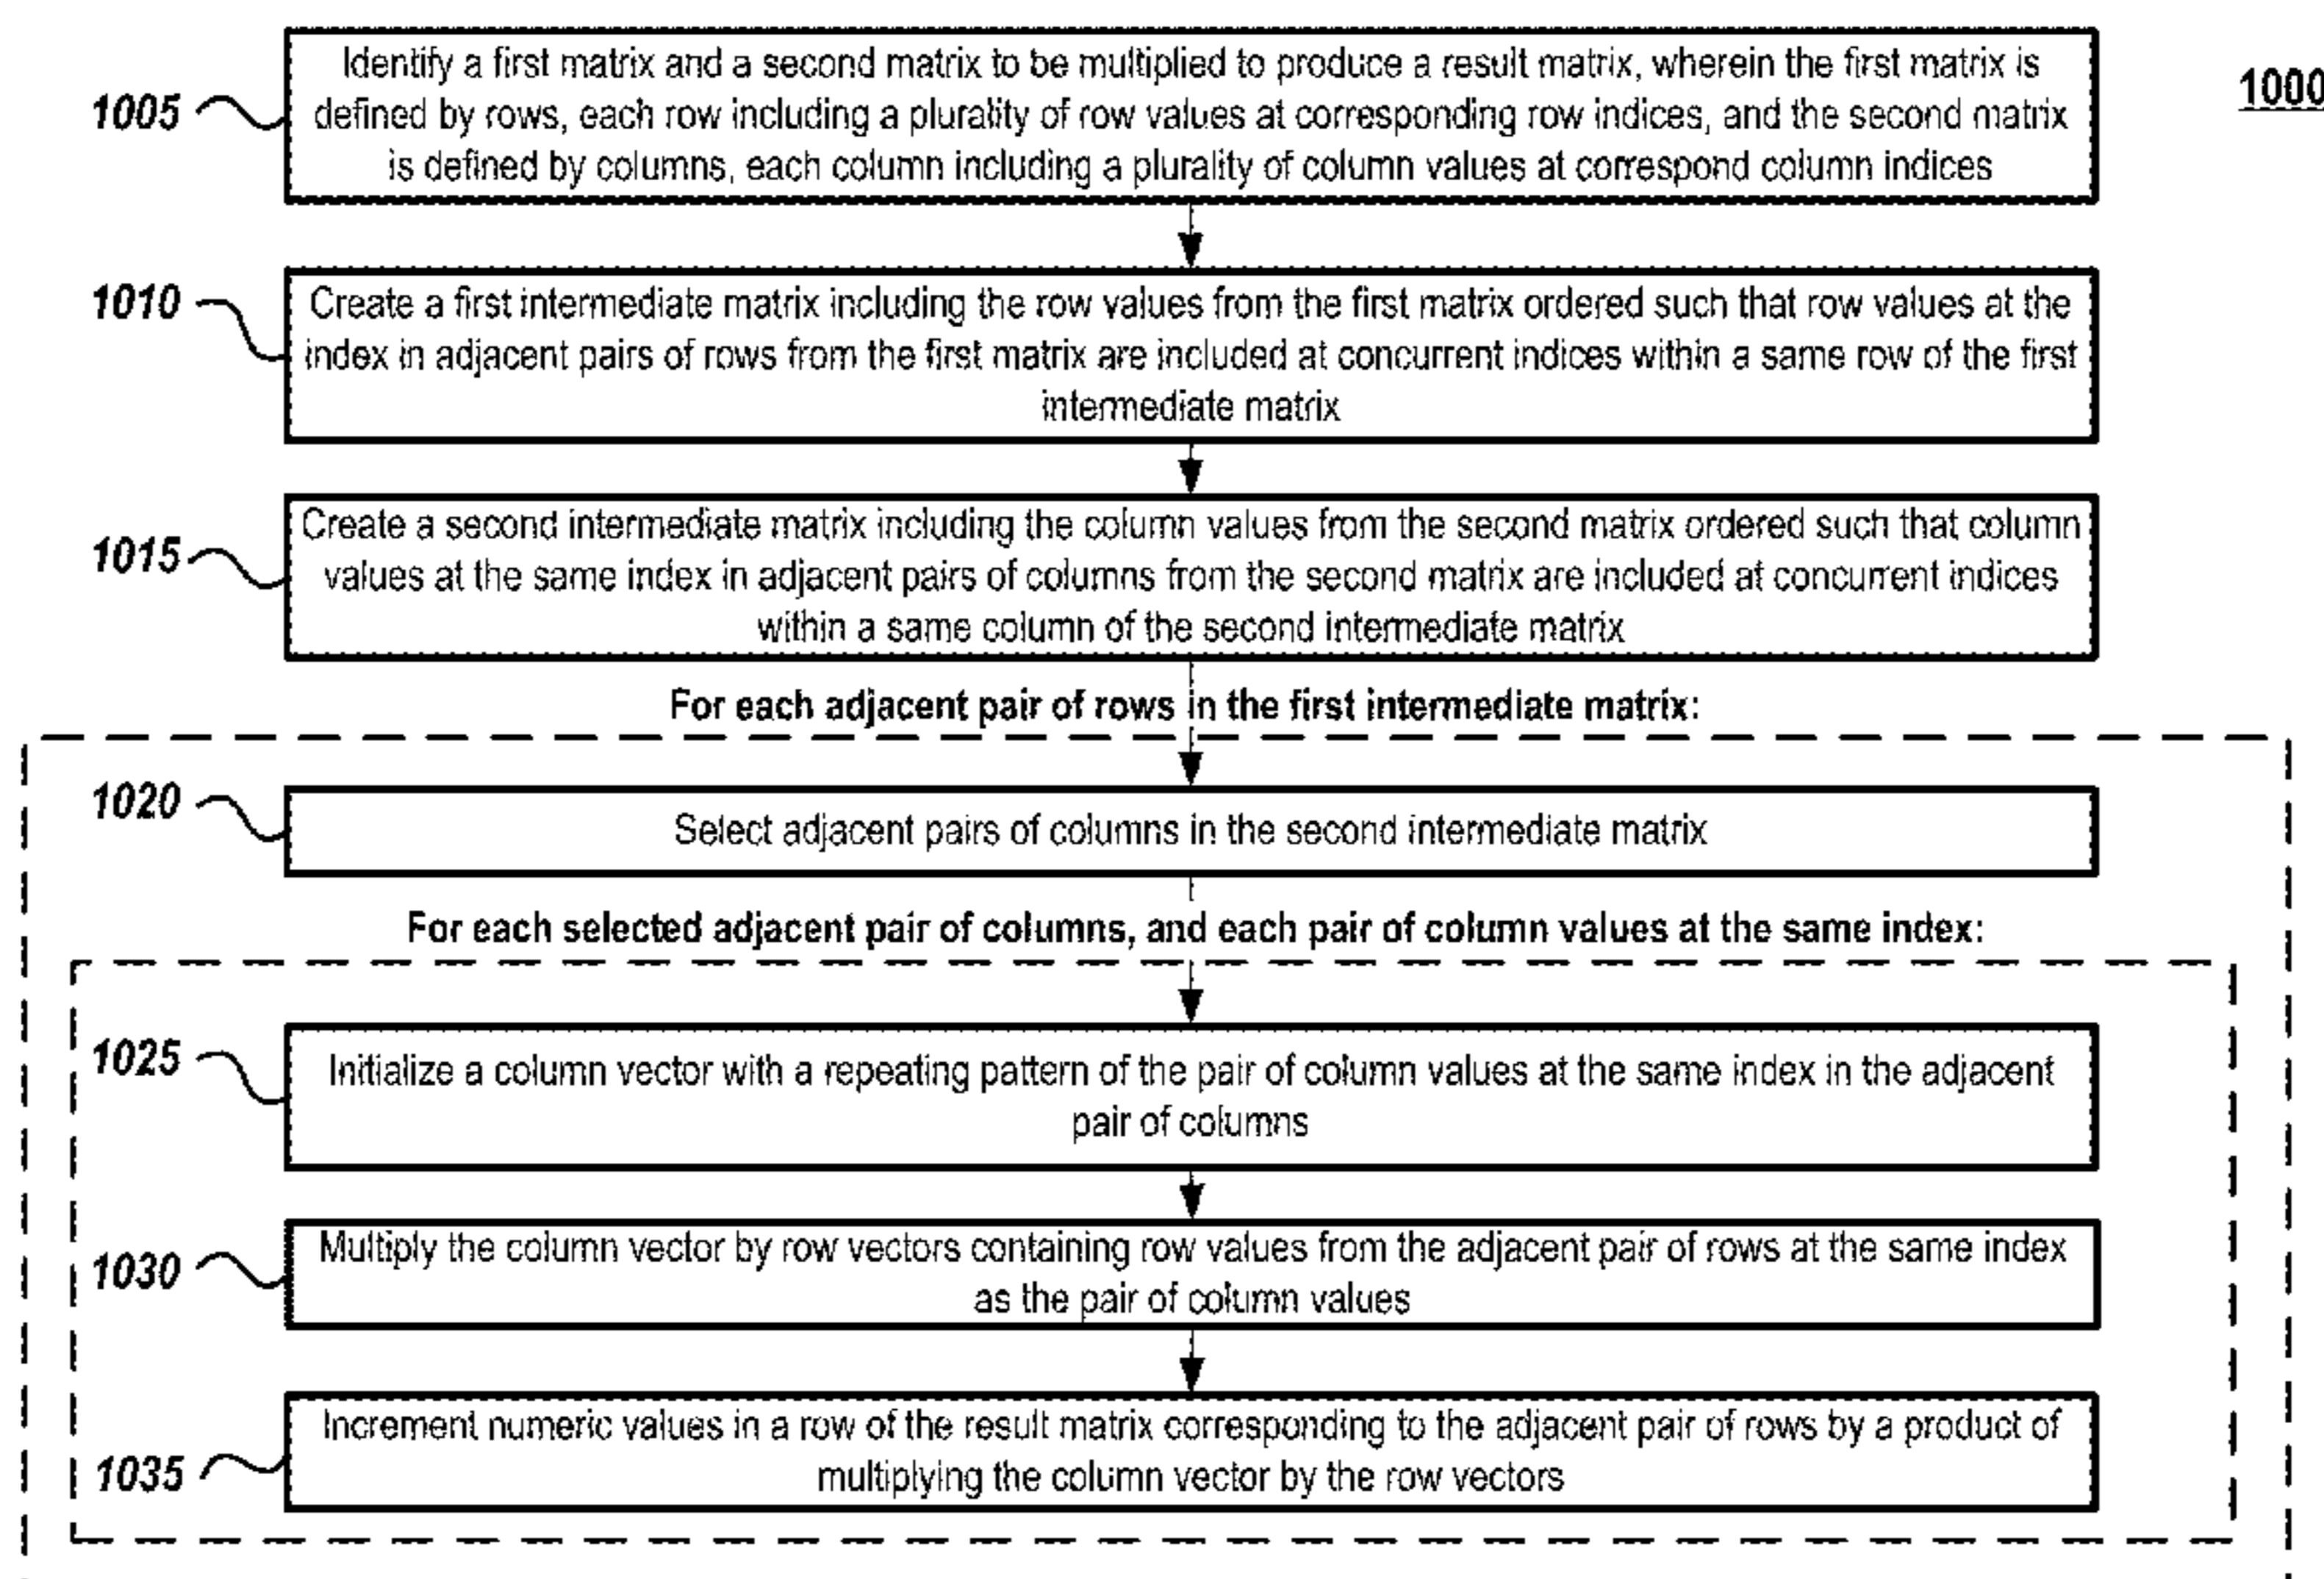 1000
1005
Identify a first matrix and a second matrix to be multiplied to produce a result matrix, wherein the first matrix is
defined by rows, each row including a plurality of row values at corresponding row indices, and the second matrix
is defined by columns, each column including a plurality of column values at correspond column indices
1010
Create a first intermediate matrix including the row values from the first matrix ordered such that row values at the
index in adjacent pairs of rows from the first matrix are included at concurrent indices within a same row of the first
intermediate matrix
1015
Create a second intermediate matrix including the column values from the second matrix ordered such that column
values at the same index in adjacent pairs of columns from the second matrix are included at concurrent indices
within a same column of the second intermediate matrix
For each adjacent pair of rows in the first intermediate matrix:
1020
Select adjacent pairs of columns in the second intermediate matrix
For each selected adjacent pair of columns, and each pair of column values at the same index:
1025
Initialize a column vector with a repeating pattern of the pair of column values at the same index in the adjacent
pair of columns
1030
Multiply the column vector by row vectors containing row values from the adjacent pair of rows at the same index
as the pair of column values
1035
Increment numeric values in a row of the result matrix corresponding to the adjacent pair of rows by a product of
multiplying the column vector by the row vectors